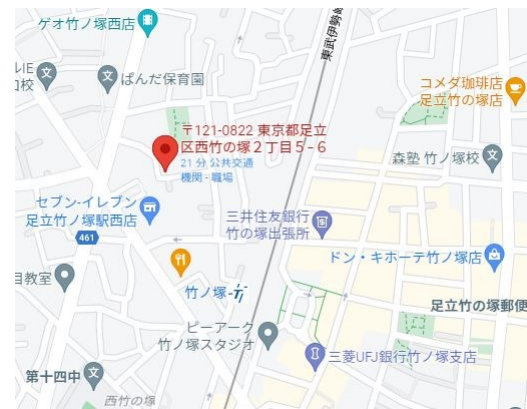 ゲオ竹ノ塚西店
東武伊勢崎
ルIE
校
ぱんだ保育園
コメダ珈琲店
足立竹の塚店
〒121-0822 東京都足立
区西竹の塚２丁目５−６
21 分 公共交通
機関 - 職場
森塾 竹ノ塚校
セブン-イレブン
足立竹ノ塚駅西店
三井住友銀行
竹の塚出張所
461
ドン・キホーテ竹ノ塚店
目教室
竹ノ塚-
足立竹の塚郵便
ピーアーク
竹ノ塚スタジオ
三菱UFJ銀行竹ノ塚支店
第十四中
西竹の塚